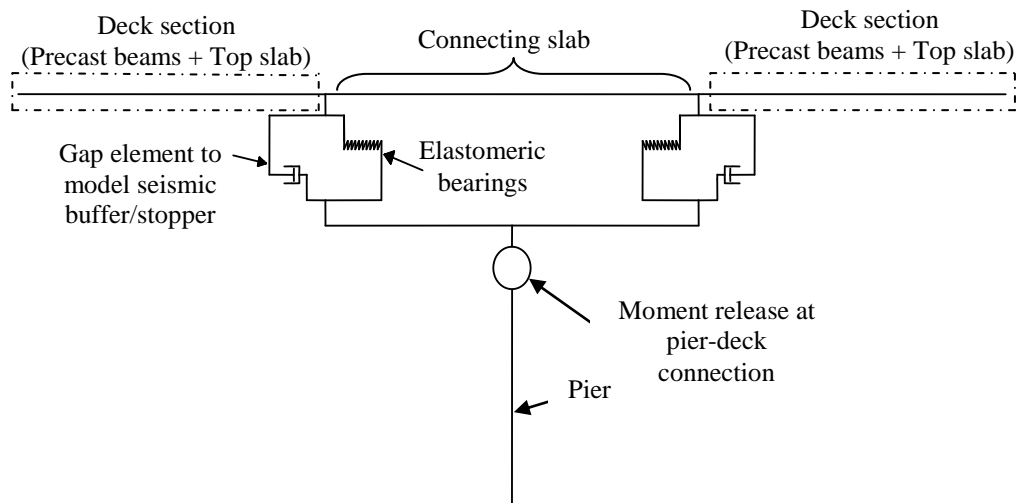 Deck section
(Precast beams + Top slab)
Connecting slab
Deck section
(Precast beams + Top slab)
Gap element to
model seismic
buffer/stopper
Elastomeric
bearings
Moment release at
pier-deck
connection
Pier